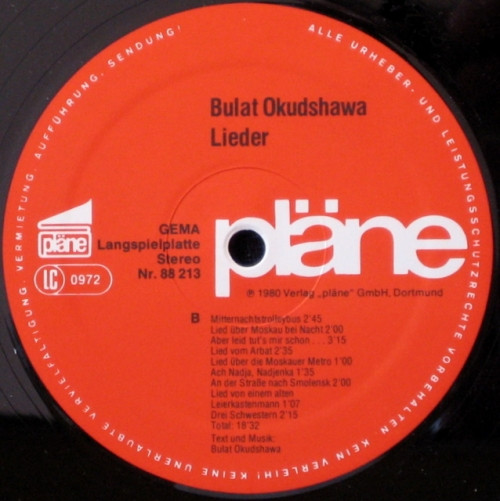 ALLE URHEBER- UND LEISTUNGSSCHUTZRECHTE VORBEHALTEN. KEIN VERLEIH! KEINE UNERLAUBTE VERVIELFÄLTIGUNG, VERMIETUNG, AUFFÜHRUNG, SENDUNG!
Bulat Okudshawa
Lieder
pläne
LC 0972
GEMA
Langspielplatte
Stereo
Nr. 88 213
pläne
℗ 1980 Verlag „pläne" GmbH, Dortmund
B
Mitternachtstrolleybus 2'45
Lied über Moskau bei Nacht 2'00
Aber leid tut's mir schon . . . 3'15
Lied vom Arbat 2'35
Lied über die Moskauer Metro 1'00
Ach Nadja, Nadjenka 1'35
An der Straße nach Smolensk 2'00
Lied von einem alten
Leierkastenmann 1'07
Drei Schwestern 2'15
Total: 18'32
Text und Musik:
Bulat Okudshawa